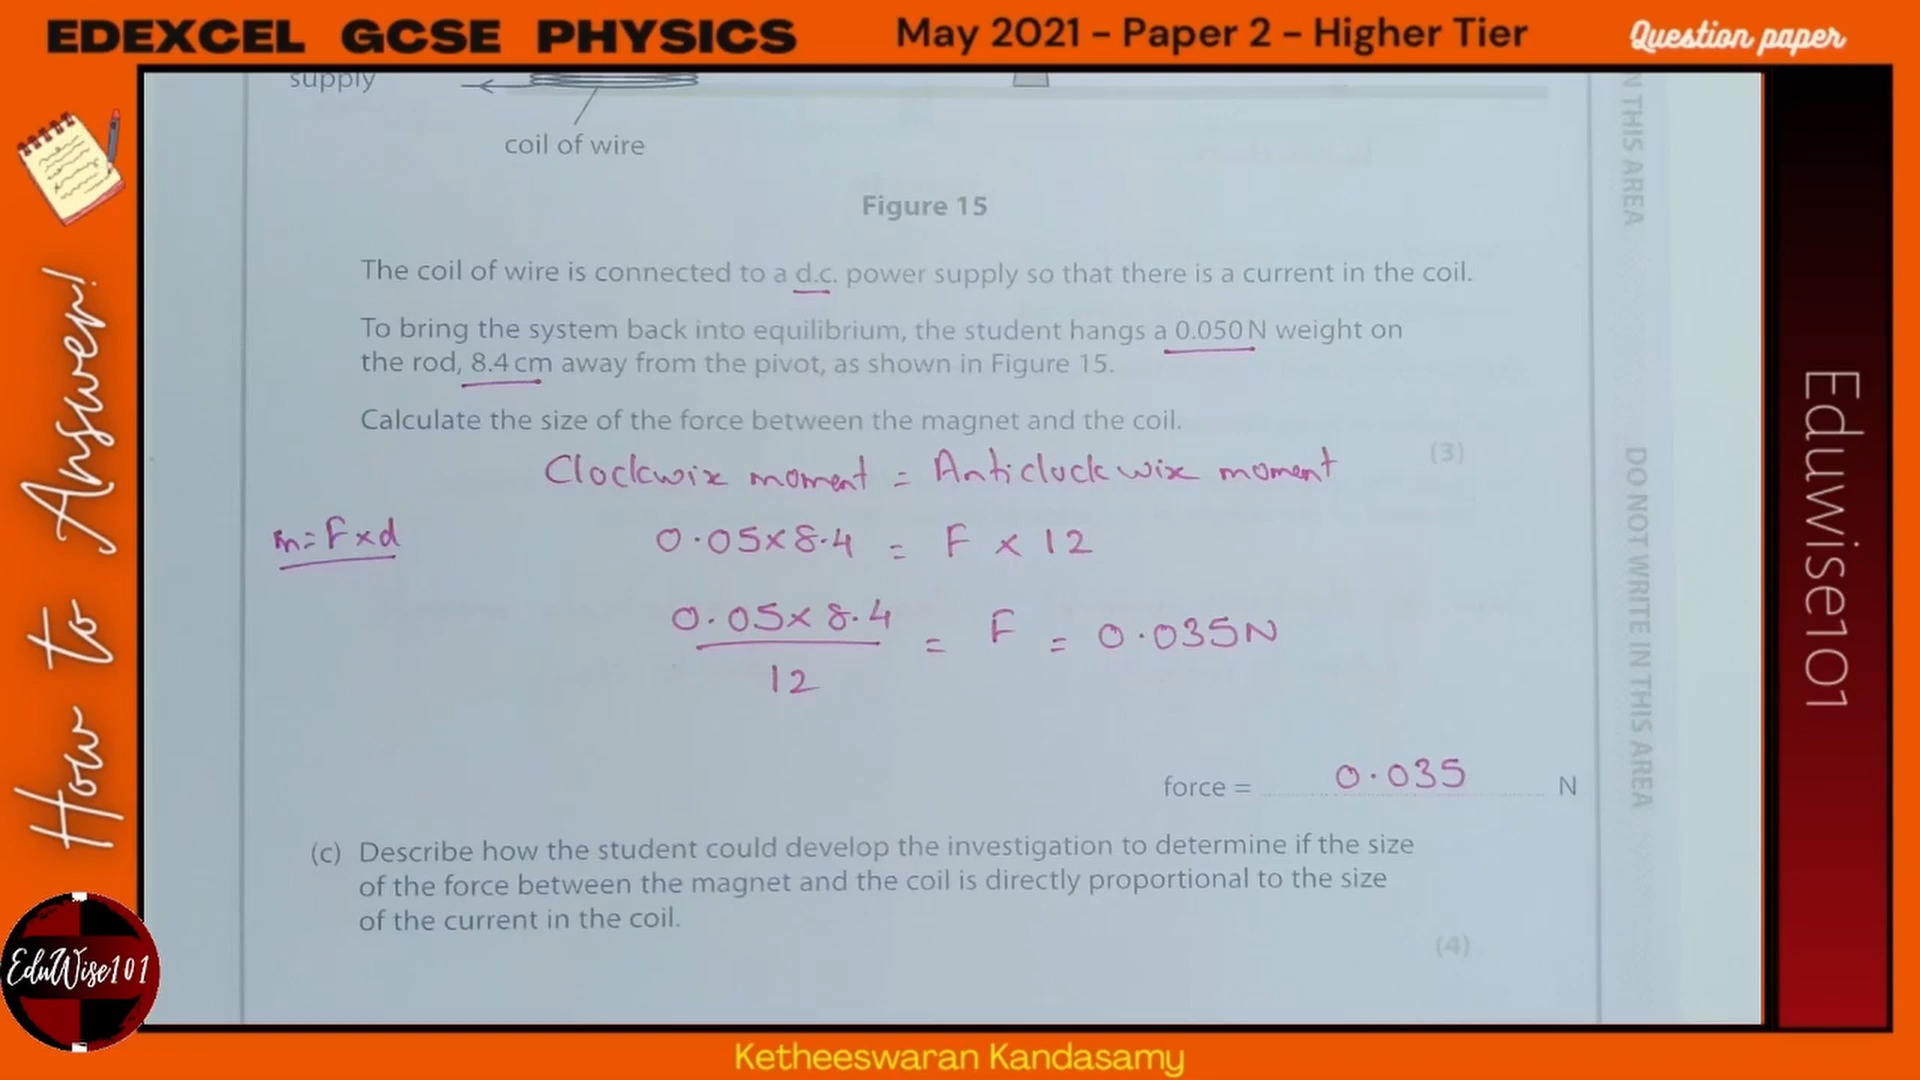 EDEXCEL GCSE PHYSICS
May 2021 - Paper 2 - Higher Tier
Question paper
How to Answer!
supply
coil of wire
Figure 15
The coil of wire is connected to a d.c. power supply so that there is a current in the coil.
To bring the system back into equilibrium, the student hangs a 0.050 N weight on
the rod, 8.4 cm away from the pivot, as shown in Figure 15.
Calculate the size of the force between the magnet and the coil.
(3)
Clockwise moment = Anticlockwise moment
m = F x d
0.05 x 8.4 = F x 12
0.05 x 8.4
= F = 0.035N
12
force = 0.035 N
(c) Describe how the student could develop the investigation to determine if the size
of the force between the magnet and the coil is directly proportional to the size
of the current in the coil.
(4)
N THIS AREA
DO NOT WRITE IN THIS AREA
Eduwise101
EduWise101
Ketheeswaran Kandasamy